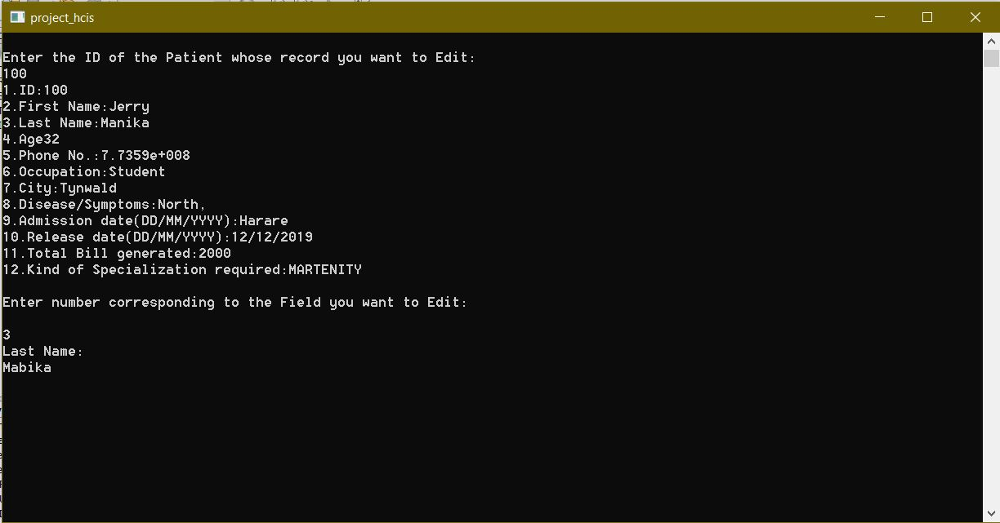 project_hcis
Enter the ID of the Patient whose record you want to Edit:
100
1.ID:100
2.First Name:Jerry
3.Last Name:Manika
4.Age32
5.Phone No.:7.7359e+008
6.Occupation:Student
7.City:Tynwald
8.Disease/Symptoms:North,
9.Admission date(DD/MM/YYYY):Harare
10.Release date(DD/MM/YYYY):12/12/2019
11.Total Bill generated:2000
12.Kind of Specialization required:MARTENITY
Enter number corresponding to the Field you want to Edit:
3
Last Name:
Mabika